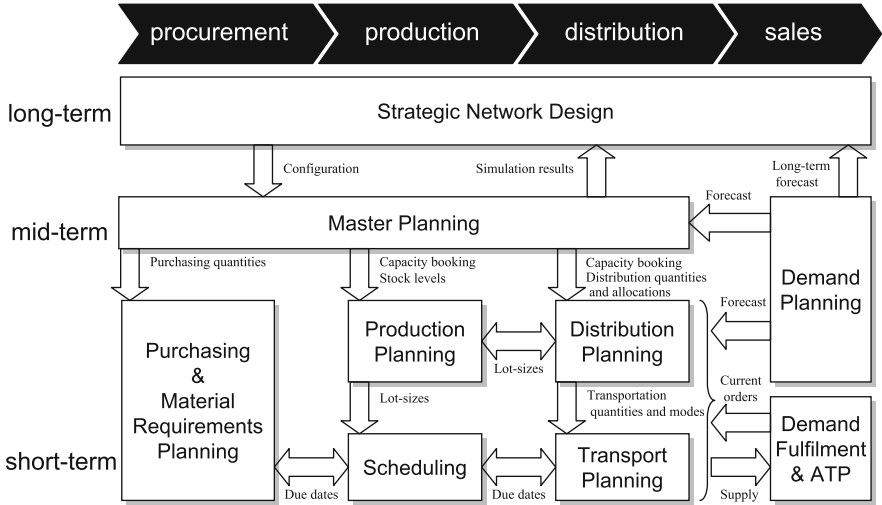 procurement
production
distribution
sales
long-term
Strategic Network Design
Configuration
Simulation results
Long-term
forecast
mid-term
Master Planning
Forecast
Demand
Planning
Purchasing quantities
Capacity booking
Stock levels
Capacity booking
Distribution quantities
and allocations
Forecast
Purchasing
&
Material
Requirements
Planning
Production
Planning
Lot-sizes
Distribution
Planning
Lot-sizes
Transportation
quantities and modes
Current
orders
short-term
Due dates
Scheduling
Due dates
Transport
Planning
Supply
Demand
Fulfilment
& ATP